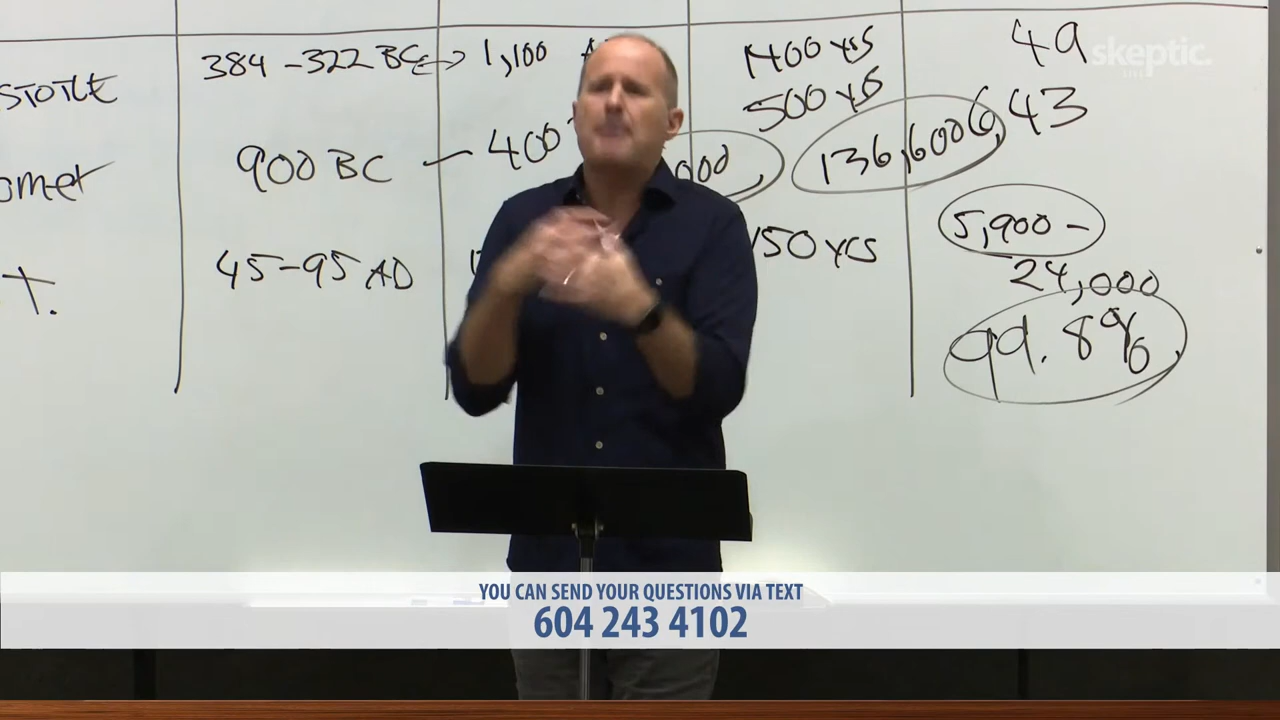 384 – 322 BCE → 1,100
1400 yrs
49
skeptic.
STOTLE
500 yrs
900 BC — 400
000
136,600
643
omer
5,900 –
24,000
45-95 AD
150 yrs
T.
99.8%
YOU CAN SEND YOUR QUESTIONS VIA TEXT
604 243 4102